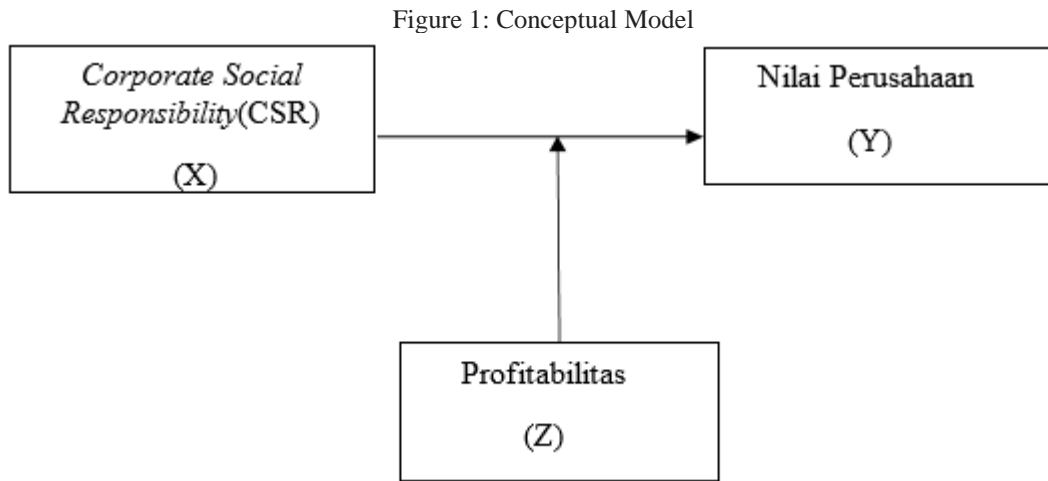 Figure 1: Conceptual Model
Corporate Social
Responsibility(CSR)
(X)
Nilai Perusahaan
(Y)
Profitabilitas
(Z)